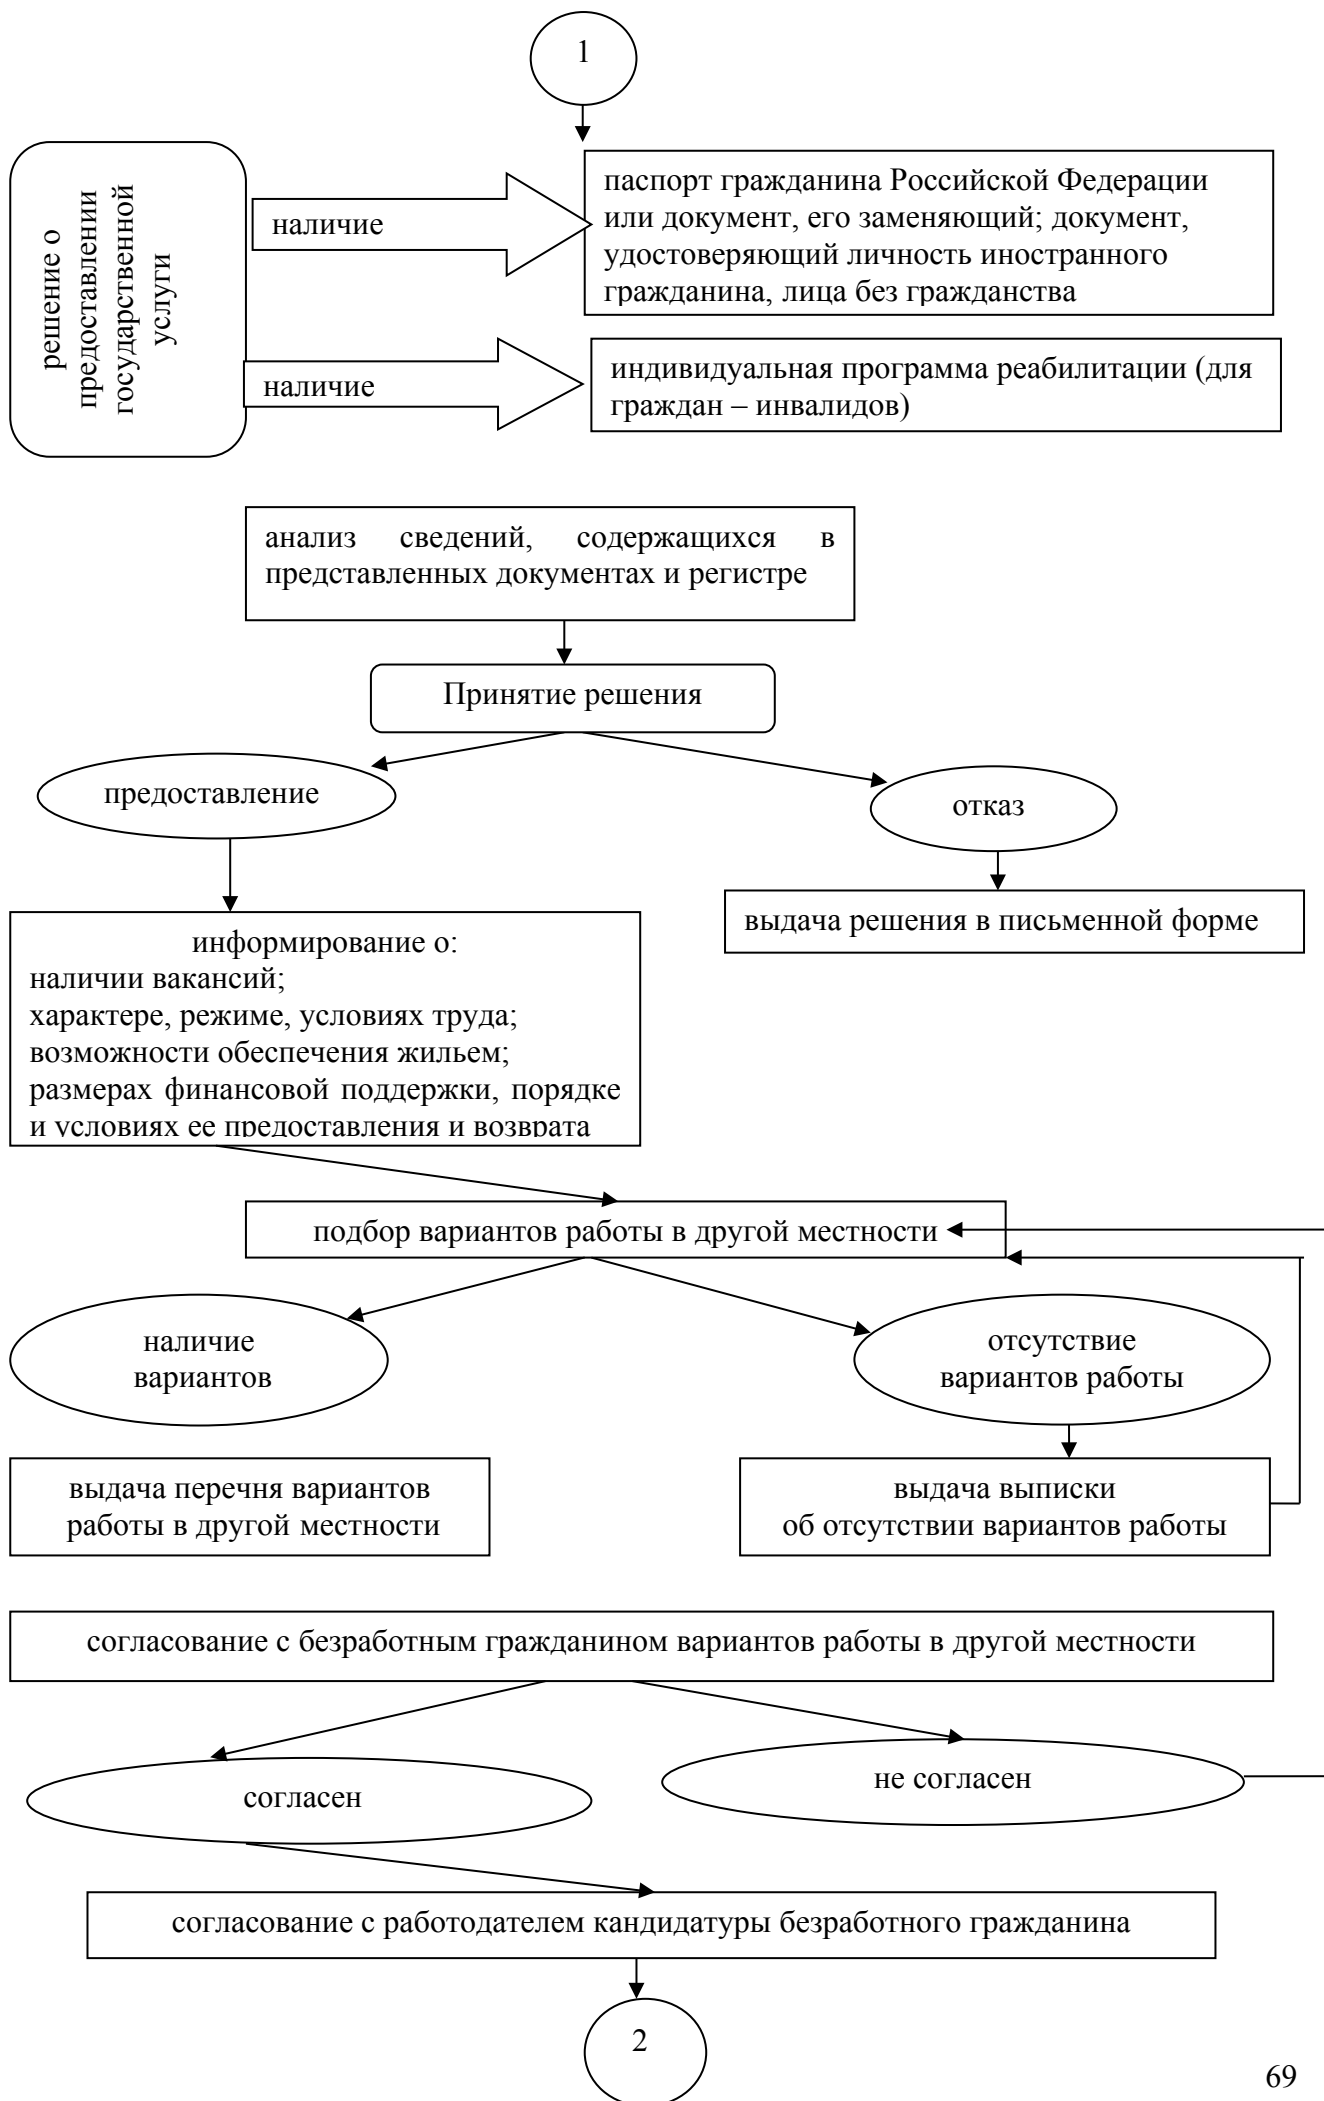 1
решение о
предоставлении
государственной
услуги
наличие
паспорт гражданина Российской Федерации
или документ, его заменяющий; документ,
удостоверяющий личность иностранного
гражданина, лица без гражданства
наличие
индивидуальная программа реабилитации (для
граждан – инвалидов)
анализ сведений, содержащихся в
представленных документах и регистре
Принятие решения
предоставление
отказ
выдача решения в письменной форме
информирование о:
наличии вакансий;
характере, режиме, условиях труда;
возможности обеспечения жильем;
размерах финансовой поддержки, порядке
и условиях ее предоставления и возврата
подбор вариантов работы в другой местности
наличие
вариантов
отсутствие
вариантов работы
выдача перечня вариантов
работы в другой местности
выдача выписки
об отсутствии вариантов работы
согласование с безработным гражданином вариантов работы в другой местности
согласен
не согласен
согласование с работодателем кандидатуры безработного гражданина
2
69